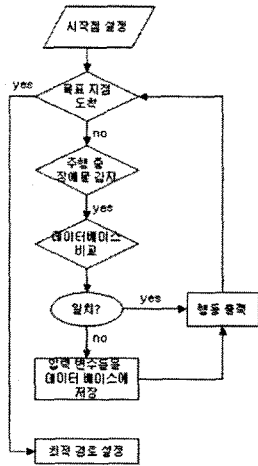 시작점 설정
yes
목표 지점
도착
no
주행 중
장애물 감지
yes
데이터베이스
비교
일치?
yes
행동 출력
no
입력 변수들을
데이터 베이스에
저장
최적 경로 설정